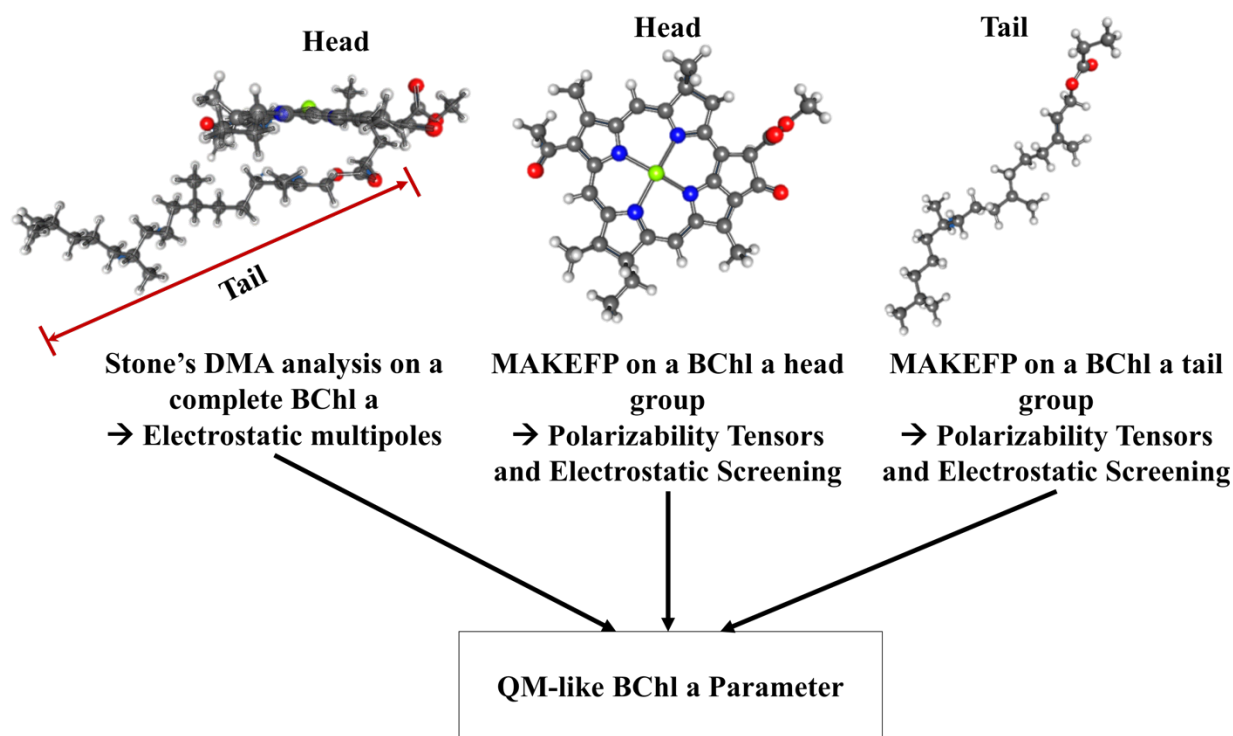 Head
Head
Tail
Tail
Stone's DMA analysis on a
complete BChl a
→ Electrostatic multipoles
MAKEFP on a BChl a head
group
→ Polarizability Tensors
and Electrostatic Screening
MAKEFP on a BChl a tail
group
→ Polarizability Tensors
and Electrostatic Screening
QM-like BChl a Parameter